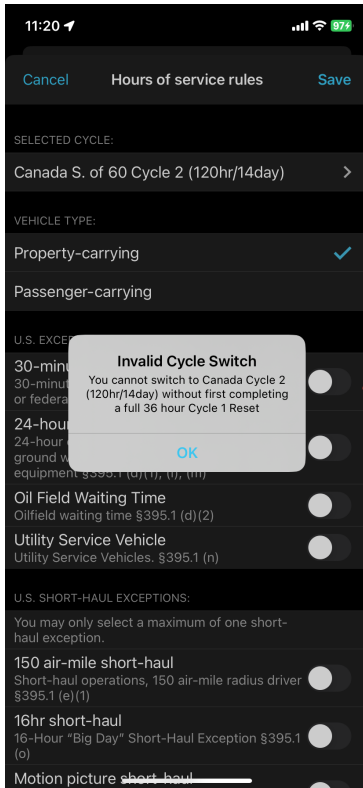 11:20
97
Cancel Hours of service rules Save
SELECTED CYCLE:
Canada S. of 60 Cycle 2 (120hr/14day)
VEHICLE TYPE:
Property-carrying
Passenger-carrying
U.S. EXCE
30-min
30-minut
or federa
Invalid Cycle Switch
You cannot switch to Canada Cycle 2
(120hr/14day) without first completing
a full 36 hour Cycle 1 Reset
OK
24-hour
24-hour
ground w
equipment §395.1 (d)(1), (l), (m)
Oil Field Waiting Time
Oilfield waiting time §395.1 (d)(2)
Utility Service Vehicle
Utility Service Vehicles. §395.1 (n)
U.S. SHORT-HAUL EXCEPTIONS:
You may only select a maximum of one short-
haul exception.
150 air-mile short-haul
Short-haul operations, 150 air-mile radius driver
§395.1 (e)(1)
16hr short-haul
16-Hour “Big Day” Short-Haul Exception §395.1
(o)
Motion picture short-haul